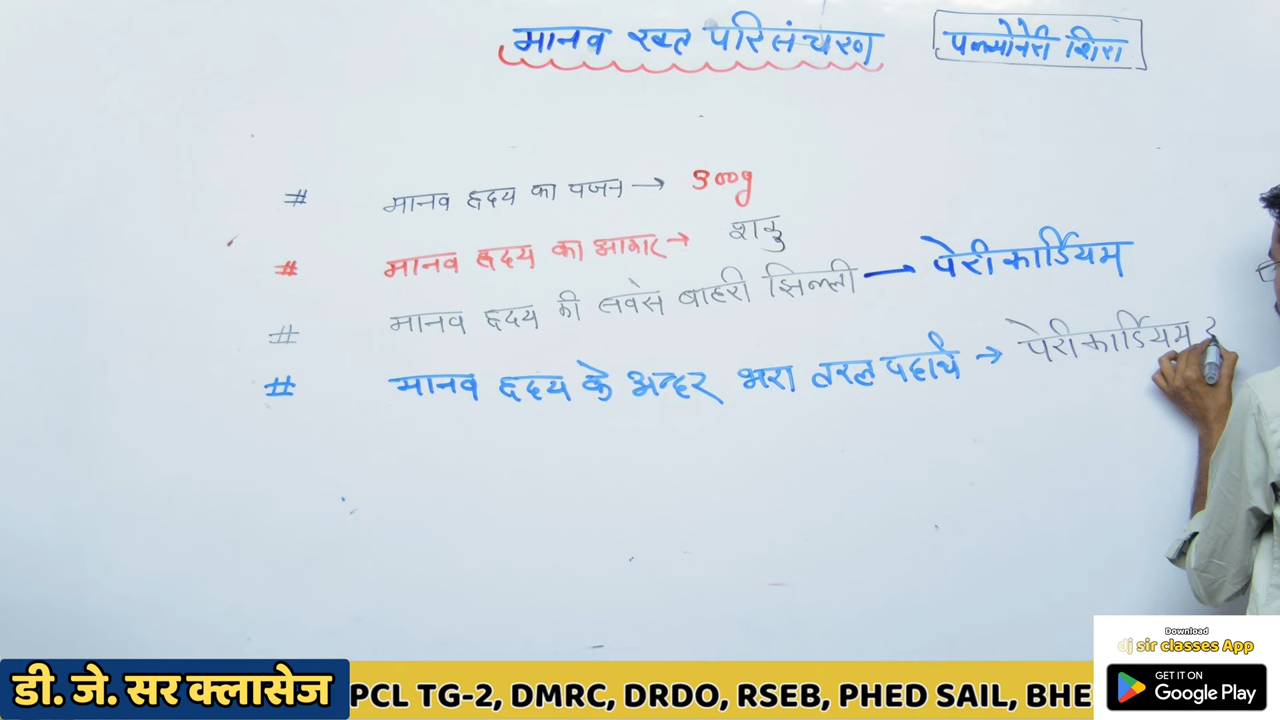 मानव रक्त परिसंचरण
पल्मोनेरी शिरा
# मानव हृदय का वजन → 300g
# मानव हृदय का आकार → शंकु
# मानव हृदय की सबसे बाहरी झिल्ली — पेरीकार्डियम
# मानव हृदय के अन्दर भरा तरल पदार्थ → पेरीकार्डियम
Download
dj sir classes App
GET IT ON
Google Play
डी. जे. सर क्लासेज
PCL TG-2, DMRC, DRDO, RSEB, PHED SAIL, BHE